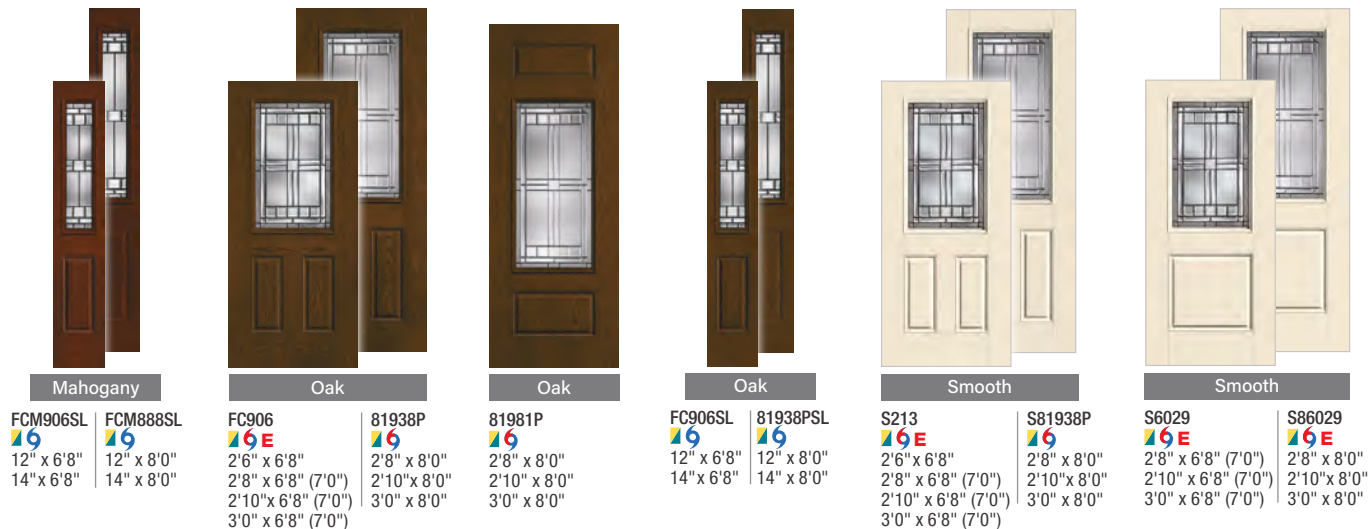 Mahogany
FCM906SL
12" x 6'8"
14"x 6'8"
FCM888SL
12" x 8'0"
14" x 8'0"
Oak
FC906
E
2'6" x 6'8"
2'8" x 6'8" (7'0")
2'10"x 6'8" (7'0")
3'0" x 6'8" (7'0")
81938P
2'8" x 8'0"
2'10"x 8'0"
3'0" x 8'0"
Oak
81981P
2'8" x 8'0"
2'10" x 8'0"
3'0" x 8'0"
Oak
FC906SL
12" x 6'8"
14" x 6'8"
81938PSL
12" x 8'0"
14" x 8'0"
Smooth
S213
E
2'6" x 6'8"
2'8" x 6'8" (7'0")
2'10" x 6'8" (7'0")
3'0" x 6'8" (7'0")
S81938P
2'8" x 8'0"
2'10"x 8'0"
3'0" x 8'0"
Smooth
S6029
E
2'8" x 6'8" (7'0")
2'10" x 6'8" (7'0")
3'0" x 6'8" (7'0")
S86029
E
2'8" x 8'0"
2'10" x 8'0"
3'0" x 8'0"